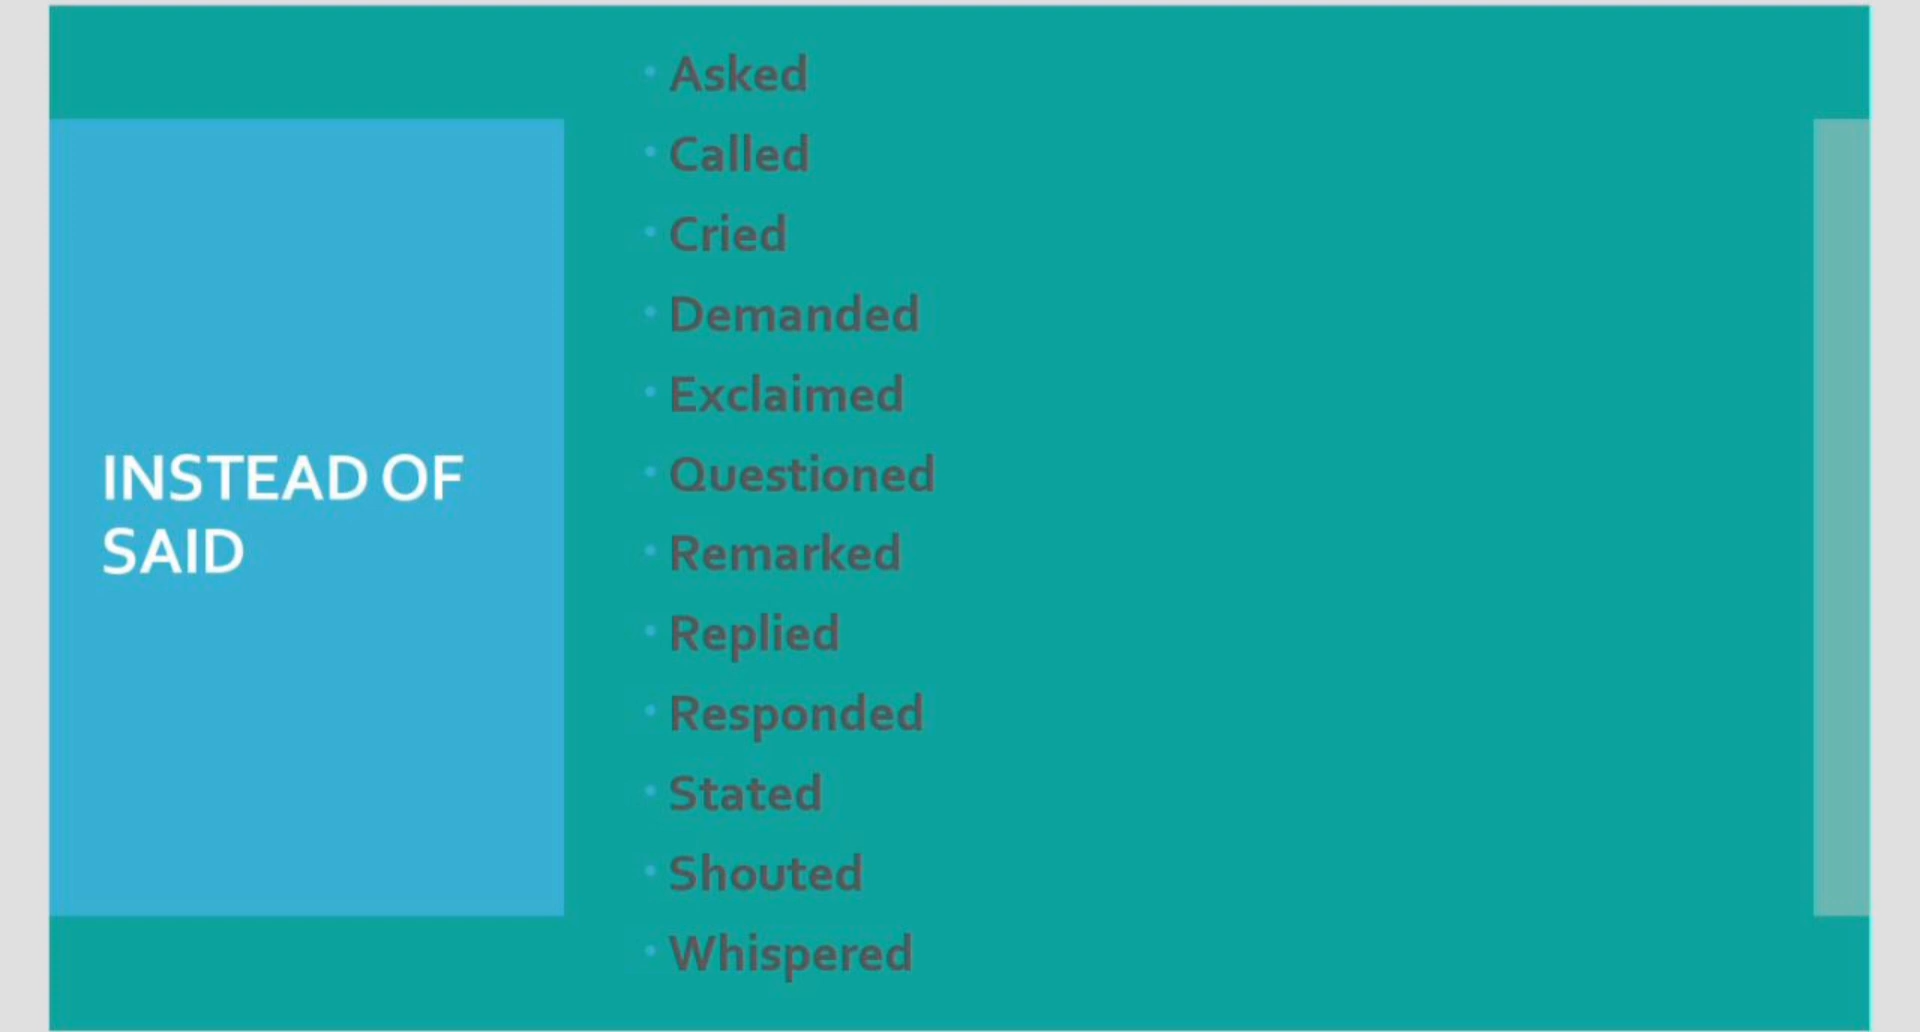 INSTEAD OF
SAID
• Asked
• Called
• Cried
• Demanded
• Exclaimed
• Questioned
• Remarked
• Replied
• Responded
• Stated
• Shouted
• Whispered